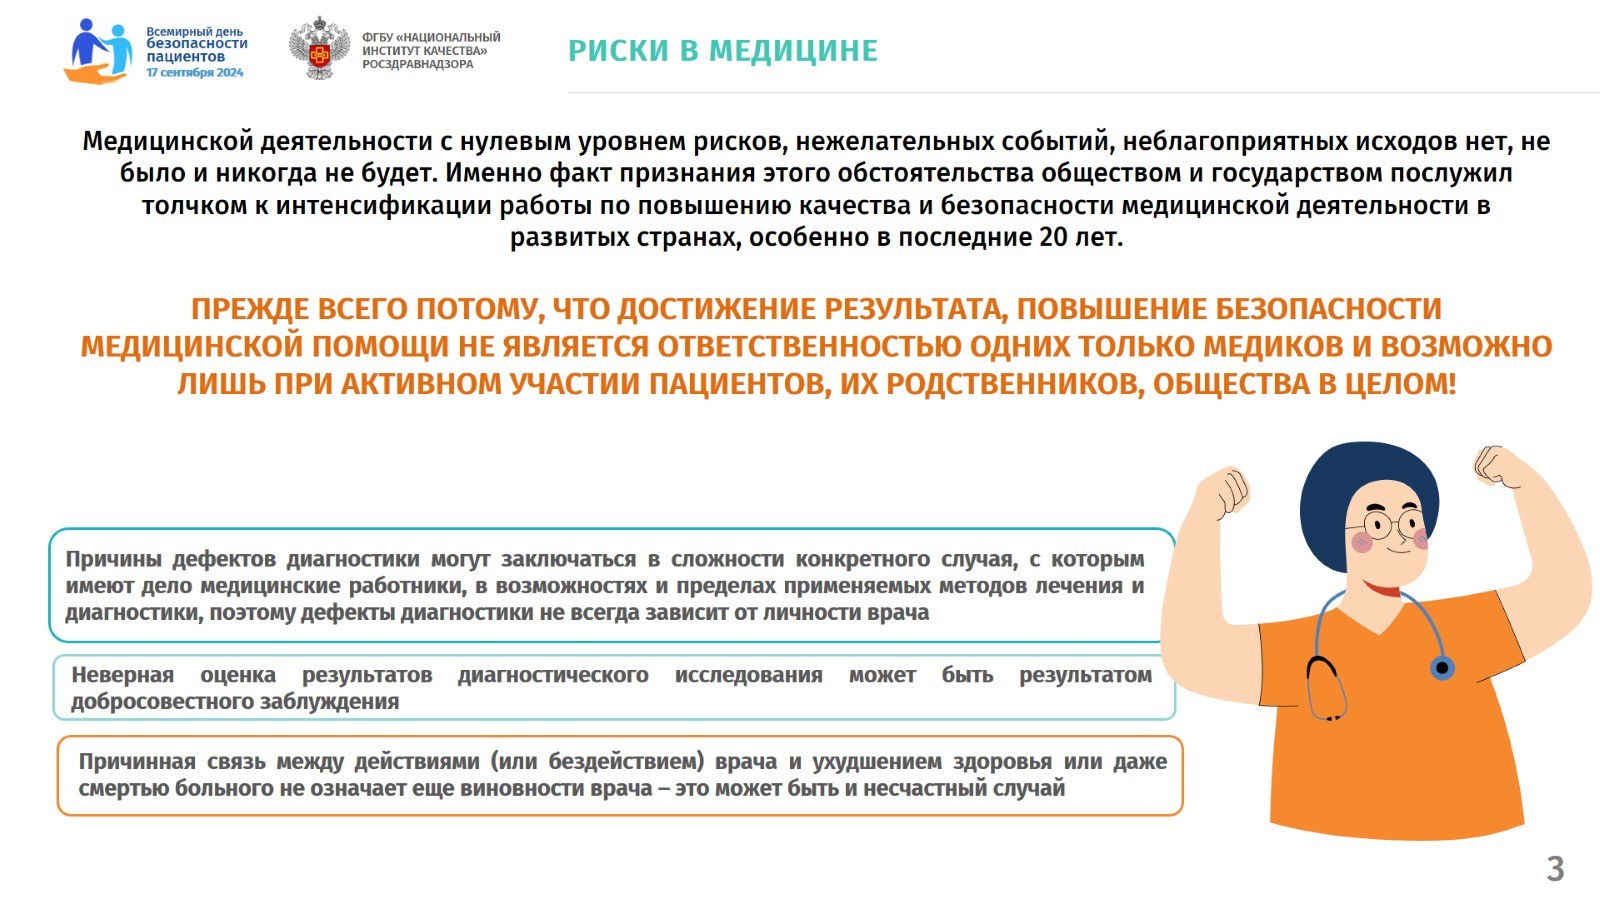 Всемирный день
безопасности
пациентов
17 сентября 2024
ФГБУ «НАЦИОНАЛЬНЫЙ
ИНСТИТУТ КАЧЕСТВА»
РОСЗДРАВНАДЗОРА
РИСКИ В МЕДИЦИНЕ
Медицинской деятельности с нулевым уровнем рисков, нежелательных событий, неблагоприятных исходов нет, не
было и никогда не будет. Именно факт признания этого обстоятельства обществом и государством послужил
толчком к интенсификации работы по повышению качества и безопасности медицинской деятельности в
развитых странах, особенно в последние 20 лет.
ПРЕЖДЕ ВСЕГО ПОТОМУ, ЧТО ДОСТИЖЕНИЕ РЕЗУЛЬТАТА, ПОВЫШЕНИЕ БЕЗОПАСНОСТИ
МЕДИЦИНСКОЙ ПОМОЩИ НЕ ЯВЛЯЕТСЯ ОТВЕТСТВЕННОСТЬЮ ОДНИХ ТОЛЬКО МЕДИКОВ И ВОЗМОЖНО
ЛИШЬ ПРИ АКТИВНОМ УЧАСТИИ ПАЦИЕНТОВ, ИХ РОДСТВЕННИКОВ, ОБЩЕСТВА В ЦЕЛОМ!
Причины дефектов диагностики могут заключаться в сложности конкретного случая, с которым
имеют дело медицинские работники, в возможностях и пределах применяемых методов лечения и
диагностики, поэтому дефекты диагностики не всегда зависит от личности врача
Неверная оценка результатов диагностического исследования может быть результатом
добросовестного заблуждения
Причинная связь между действиями (или бездействием) врача и ухудшением здоровья или даже
смертью больного не означает еще виновности врача – это может быть и несчастный случай
3